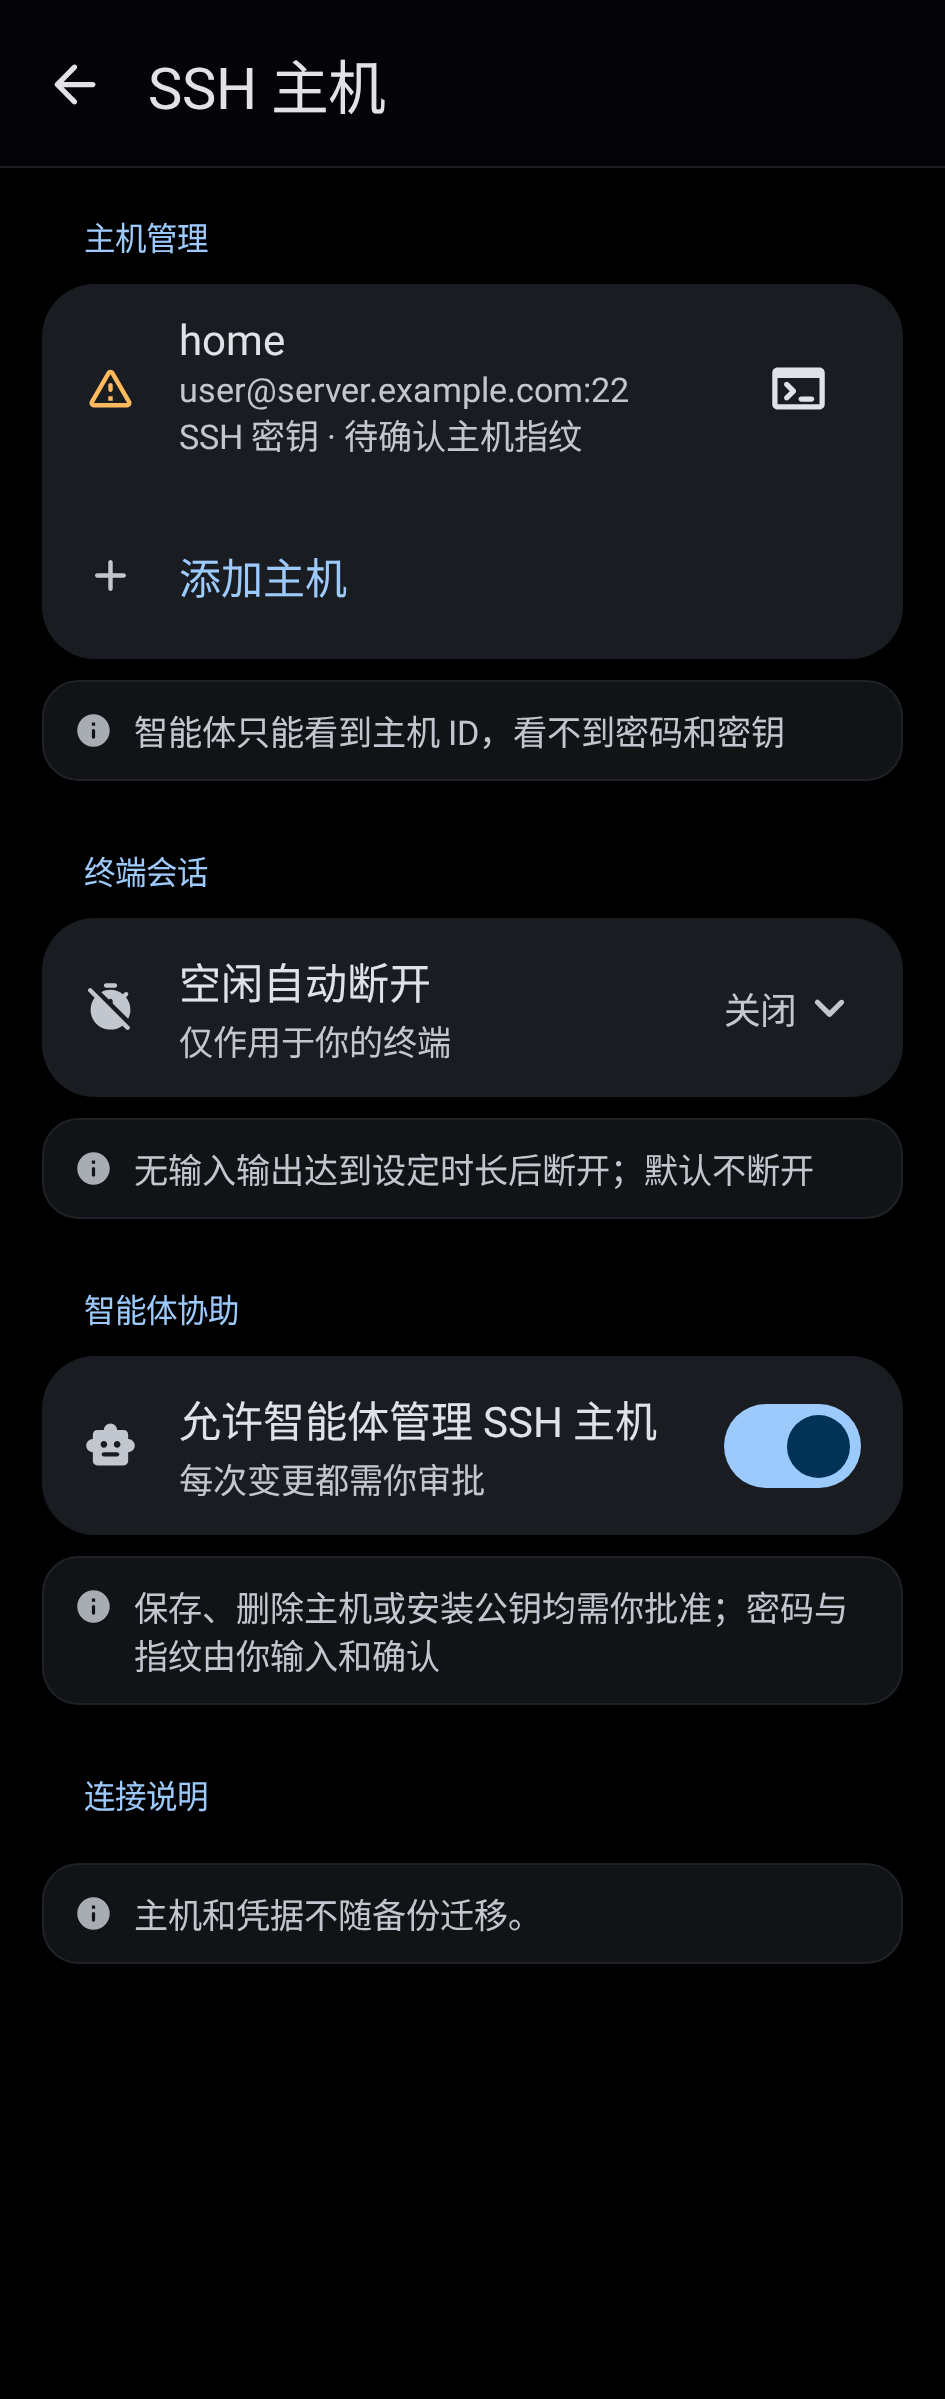 SSH 主机
主机管理
home
user@server.example.com:22
SSH 密钥 · 待确认主机指纹
添加主机
智能体只能看到主机 ID，看不到密码和密钥
终端会话
空闲自动断开
仅作用于你的终端
关闭
无输入输出达到设定时长后断开；默认不断开
智能体协助
允许智能体管理 SSH 主机
每次变更都需你审批
保存、删除主机或安装公钥均需你批准；密码与
指纹由你输入和确认
连接说明
主机和凭据不随备份迁移。